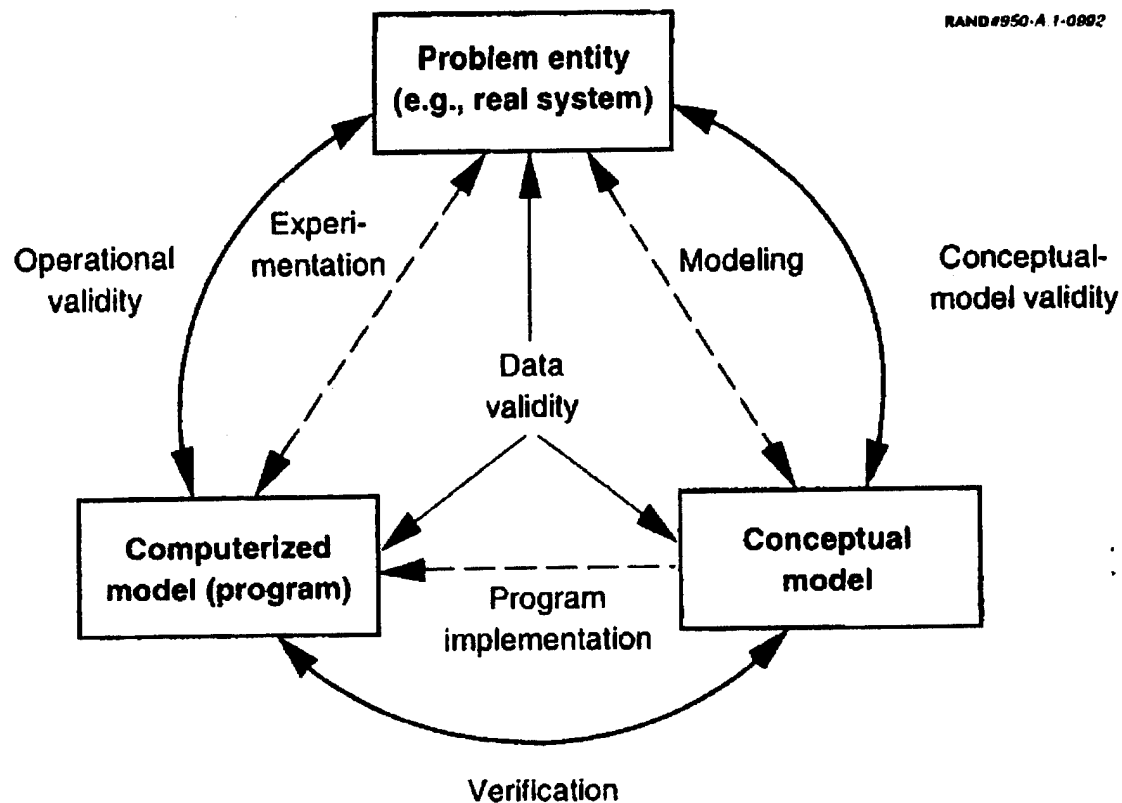 RAND#950-A.1-0992
Problem entity
(e.g., real system)
Experi-
mentation
Operational
validity
Modeling
Conceptual-
model validity
Data
validity
Computerized
model (program)
Conceptual
model
Program
implementation
Verification